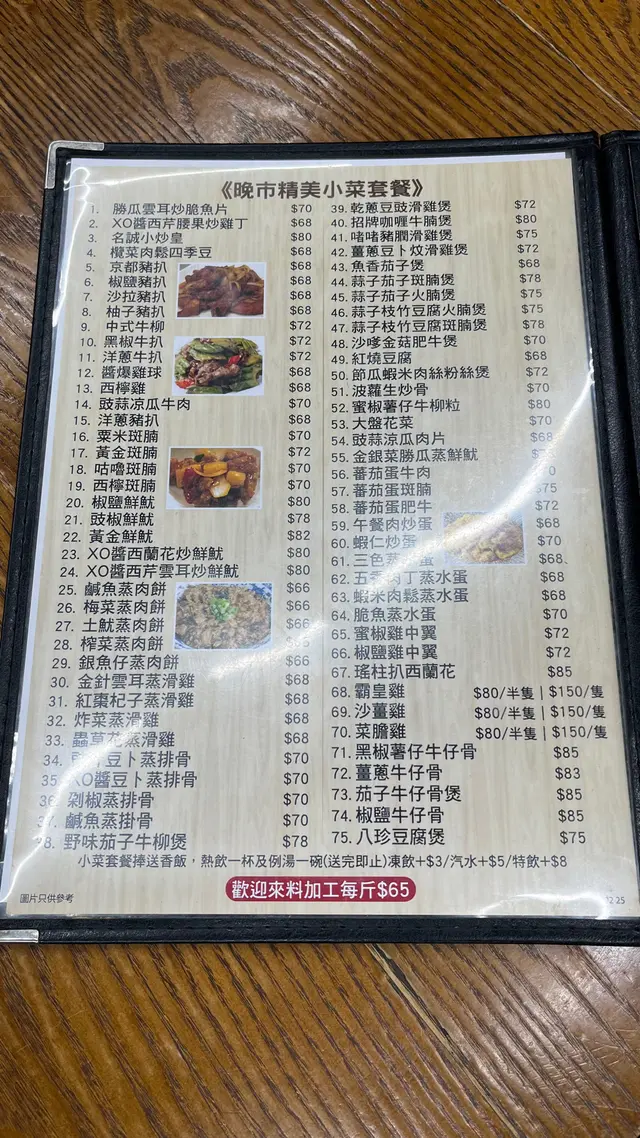 《晚市精美小菜套餐》
1. 勝瓜雲耳炒脆魚片 $70
2. XO醬西芹腰果炒雞丁 $68
3. 名誠小炒皇 $80
4. 欖菜肉鬆四季豆 $68
5. 京都豬扒 $68
6. 椒鹽豬扒 $68
7. 沙拉豬扒 $68
8. 柚子豬扒 $68
9. 中式牛柳 $72
10. 黑椒牛扒 $72
11. 洋蔥牛扒 $72
12. 醬爆雞球 $68
13. 西檸雞 $68
14. 豉蒜涼瓜牛肉 $70
15. 洋蔥豬扒 $68
16. 粟米斑腩 $70
17. 黃金斑腩 $70
18. 咕嚕斑腩 $70
19. 西檸斑腩 $70
20. 椒鹽鮮魷 $80
21. 豉椒鮮魷 $78
22. 黃金鮮魷 $82
23. XO醬西蘭花炒鮮魷 $80
24. XO醬西芹雲耳炒鮮魷 $80
25. 鹹魚蒸肉餅 $66
26. 梅菜蒸肉餅 $66
27. 土魷蒸肉餅 $66
28. 榨菜蒸肉餅
29. 銀魚仔蒸肉餅 $66
30. 金針雲耳蒸滑雞 $68
31. 紅棗杞子蒸滑雞 $68
32. 炸菜蒸滑雞 $68
33. 蟲草花蒸滑雞 $68
34. 豆卜蒸排骨 $70
35. XO醬豆卜蒸排骨 $70
36. 剁椒蒸排骨 $70
37. 鹹魚蒸掛骨 $70
38. 野味茄子牛柳煲 $78
39. 乾蔥豆豉滑雞煲 $72
40. 招牌咖喱牛腩煲 $80
41. 啫啫豬膶滑雞煲 $75
42. 薑蔥豆卜炆滑雞煲 $72
43. 魚香茄子煲 $68
44. 蒜子茄子斑腩煲 $78
45. 蒜子茄子火腩煲 $75
46. 蒜子枝竹豆腐火腩煲 $75
47. 蒜子枝竹豆腐斑腩煲 $78
48. 沙嗲金菇肥牛煲 $70
49. 紅燒豆腐 $68
50. 節瓜蝦米肉絲粉絲煲 $72
51. 波蘿生炒骨 $70
52. 蜜椒薯仔牛柳粒 $80
53. 大盤花菜 $70
54. 豉蒜涼瓜肉片 $68
55. 金銀菜勝瓜蒸鮮魷
56. 蕃茄蛋牛肉
57. 蕃茄蛋斑腩 $75
58. 蕃茄蛋肥牛 $72
59. 午餐肉炒蛋 $68
60. 蝦仁炒蛋 $70
61. 三色蒸水蛋 $68
62. 五香肉丁蒸水蛋 $68
63. 蝦米肉鬆蒸水蛋 $68
64. 脆魚蒸水蛋 $70
65. 蜜椒雞中翼 $72
66. 椒鹽雞中翼 $72
67. 瑤柱扒西蘭花 $85
68. 霸皇雞 $80/半隻 | $150/隻
69. 沙薑雞 $80/半隻 | $150/隻
70. 菜膽雞 $80/半隻 | $150/隻
71. 黑椒薯仔牛仔骨 $85
72. 薑蔥牛仔骨 $83
73. 茄子牛仔骨煲 $85
74. 椒鹽牛仔骨 $85
75. 八珍豆腐煲 $75
小菜套餐捧送香飯，熱飲一杯及例湯一碗(送完即止)凍飲+$3/汽水+$5/特飲+$8
歡迎來料加工每斤$65
圖片只供參考